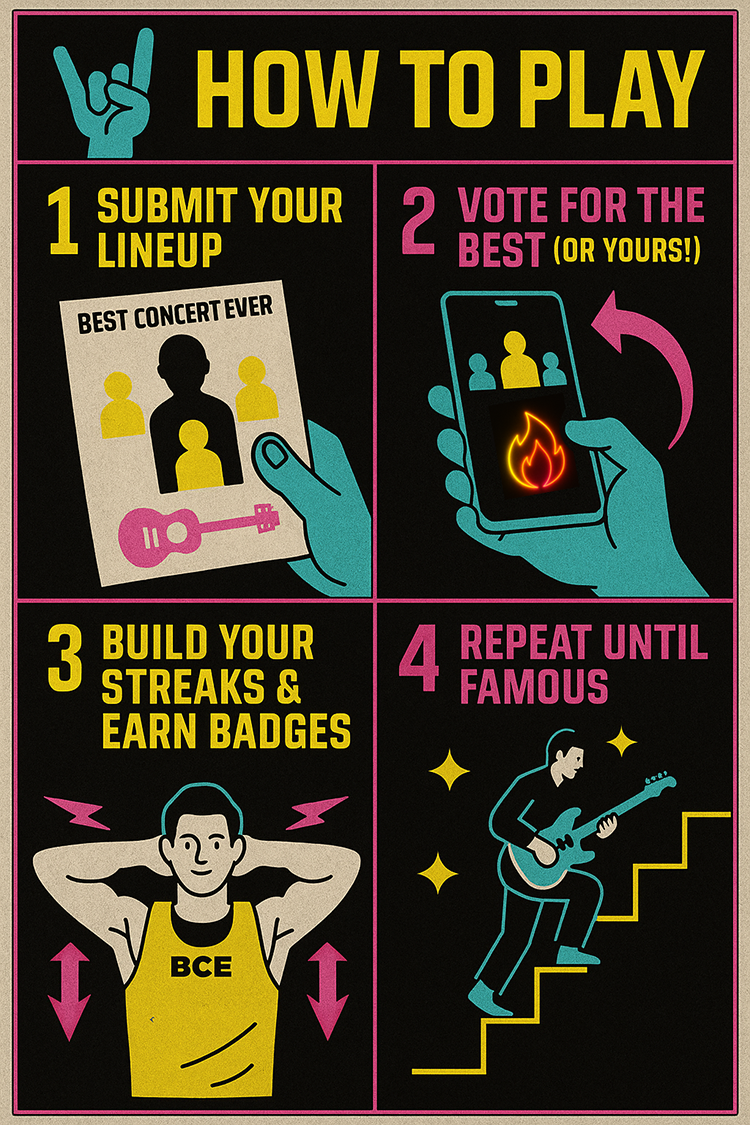 HOW TO PLAY
1 SUBMIT YOUR
LINEUP
BEST CONCERT EVER
2 VOTE FOR THE
BEST (OR YOURS!)
3 BUILD YOUR
STREAKS &
EARN BADGES
BCE
4 REPEAT UNTIL
FAMOUS